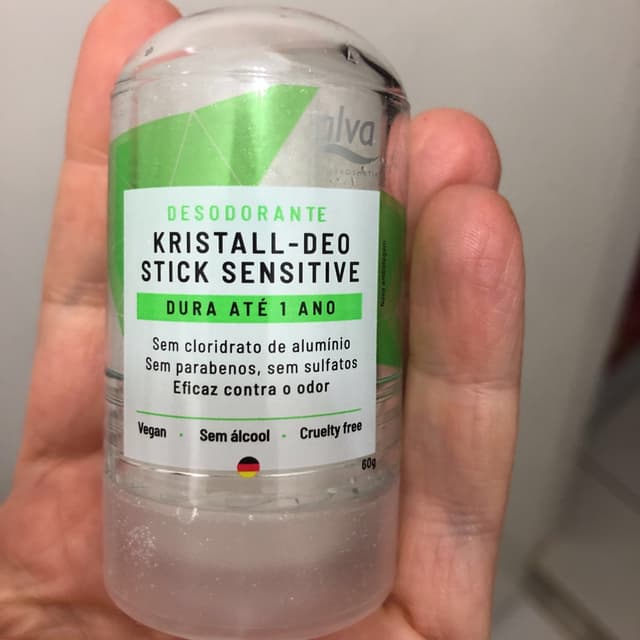 alva
DESODORANTE
KRISTALL-DEO
STICK SENSITIVE
DURA ATÉ 1 ANO
Sem cloridrato de alumínio
Sem parabenos, sem sulfatos
Eficaz contra o odor
Vegan · Sem álcool · Cruelty free
60g